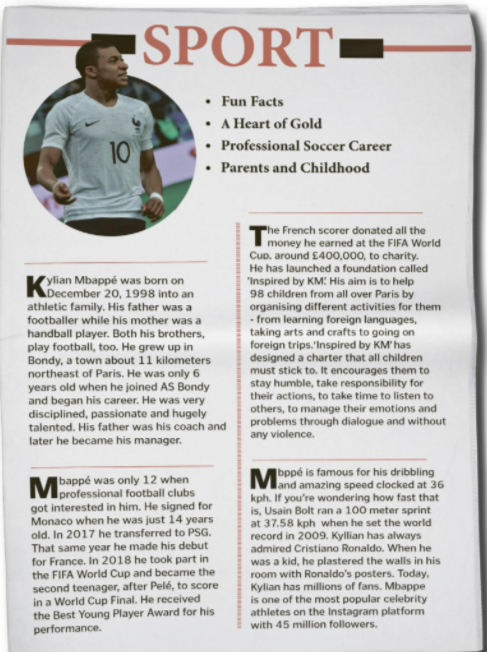 SPORT
10
• Fun Facts
• A Heart of Gold
• Professional Soccer Career
• Parents and Childhood
Kylian Mbappé was born on
December 20, 1998 into an
athletic family. His father was a
footballer while his mother was a
handball player. Both his brothers,
play football, too. He grew up in
Bondy, a town about 11 kilometers
northeast of Paris. He was only 6
years old when he joined AS Bondy
and began his career. He was very
disciplined, passionate and hugely
talented. His father was his coach and
later he became his manager.
Mbappé was only 12 when
professional football clubs
got interested in him. He signed for
Monaco when he was just 14 years
old. In 2017 he transferred to PSG.
That same year he made his debut
for France. In 2018 he took part in
the FIFA World Cup and became the
second teenager, after Pelé, to score
in a World Cup Final. He received
the Best Young Player Award for his
performance.
The French scorer donated all the
money he earned at the FIFA World
Cup. around £400,000, to charity.
He has launched a foundation called
'Inspired by KM.' His aim is to help
98 children from all over Paris by
organising different activities for them
- from learning foreign languages,
taking arts and crafts to going on
foreign trips.'Inspired by KM' has
designed a charter that all children
must stick to. It encourages them to
stay humble, take responsibility for
their actions, to take time to listen to
others, to manage their emotions and
problems through dialogue and without
any violence.
Mbppé is famous for his dribbling
and amazing speed clocked at 36
kph. If you're wondering how fast that
is, Usain Bolt ran a 100 meter sprint
at 37.58 kph when he set the world
record in 2009. Kyllian has always
admired Cristiano Ronaldo. When he
was a kid, he plastered the walls in his
room with Ronaldo's posters. Today,
Kylian has millions of fans. Mbappe
is one of the most popular celebrity
athletes on the Instagram platform
with 45 million followers.